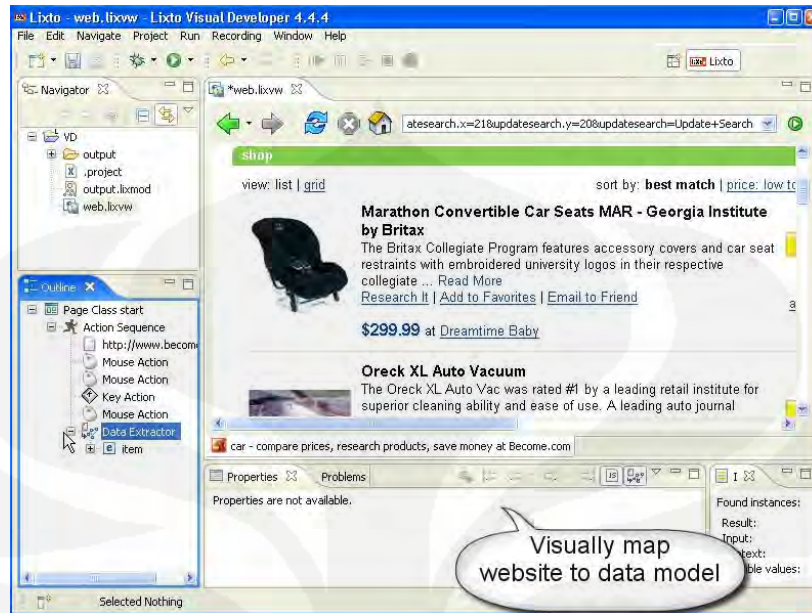 Lixto - web.lixvw - Lixto Visual Developer 4.4.4
File Edit Navigate Project Run Recording Window Help
Lixto
Navigator
VD
output
.project
output.lixmod
web.lixvw
*web.lixvw
atesearch.x=21&updatesearch.y=20&updatesearch=Update+Search
shop
view: list | grid
sort by: best match | price: low to
Marathon Convertible Car Seats MAR - Georgia Institute
by Britax
The Britax Collegiate Program features accessory covers and car seat
restraints with embroidered university logos in their respective
collegiate ... Read More
Research It | Add to Favorites | Email to Friend
$299.99 at Dreamtime Baby
Oreck XL Auto Vacuum
The Oreck XL Auto Vac was rated #1 by a leading retail institute for
superior cleaning ability and ease of use. A leading auto journal
car - compare prices, research products, save money at Become.com
Outline
Page Class start
Action Sequence
http://www.becom
Mouse Action
Mouse Action
Key Action
Mouse Action
Data Extractor
item
Properties Problems
Properties are not available.
I
Found instances:
Result:
Input:
ble values:
Visually map
website to data model
Selected Nothing